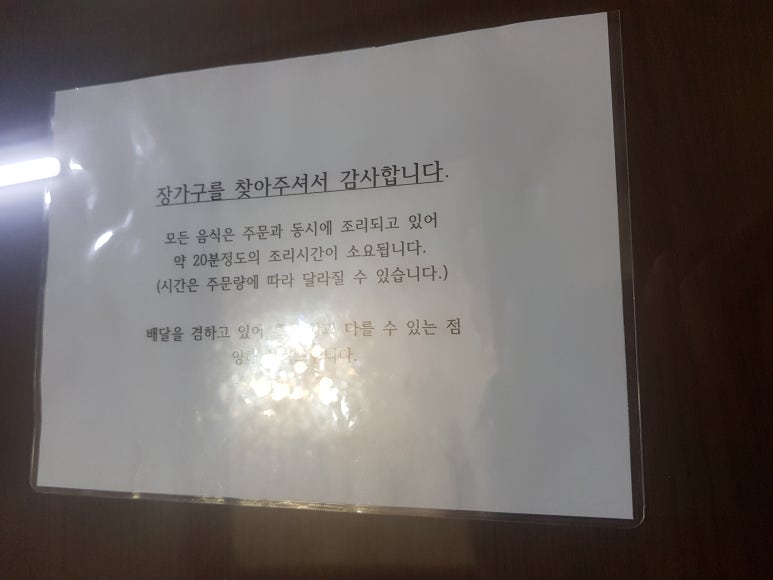 장가구를 찾아주셔서 감사합니다.
모든 음식은 주문과 동시에 조리되고 있어
약 20분정도의 조리시간이 소요됩니다.
(시간은 주문량에 따라 달라질 수 있습니다.)
배달을 겸하고 있어 다를 수 있는 점